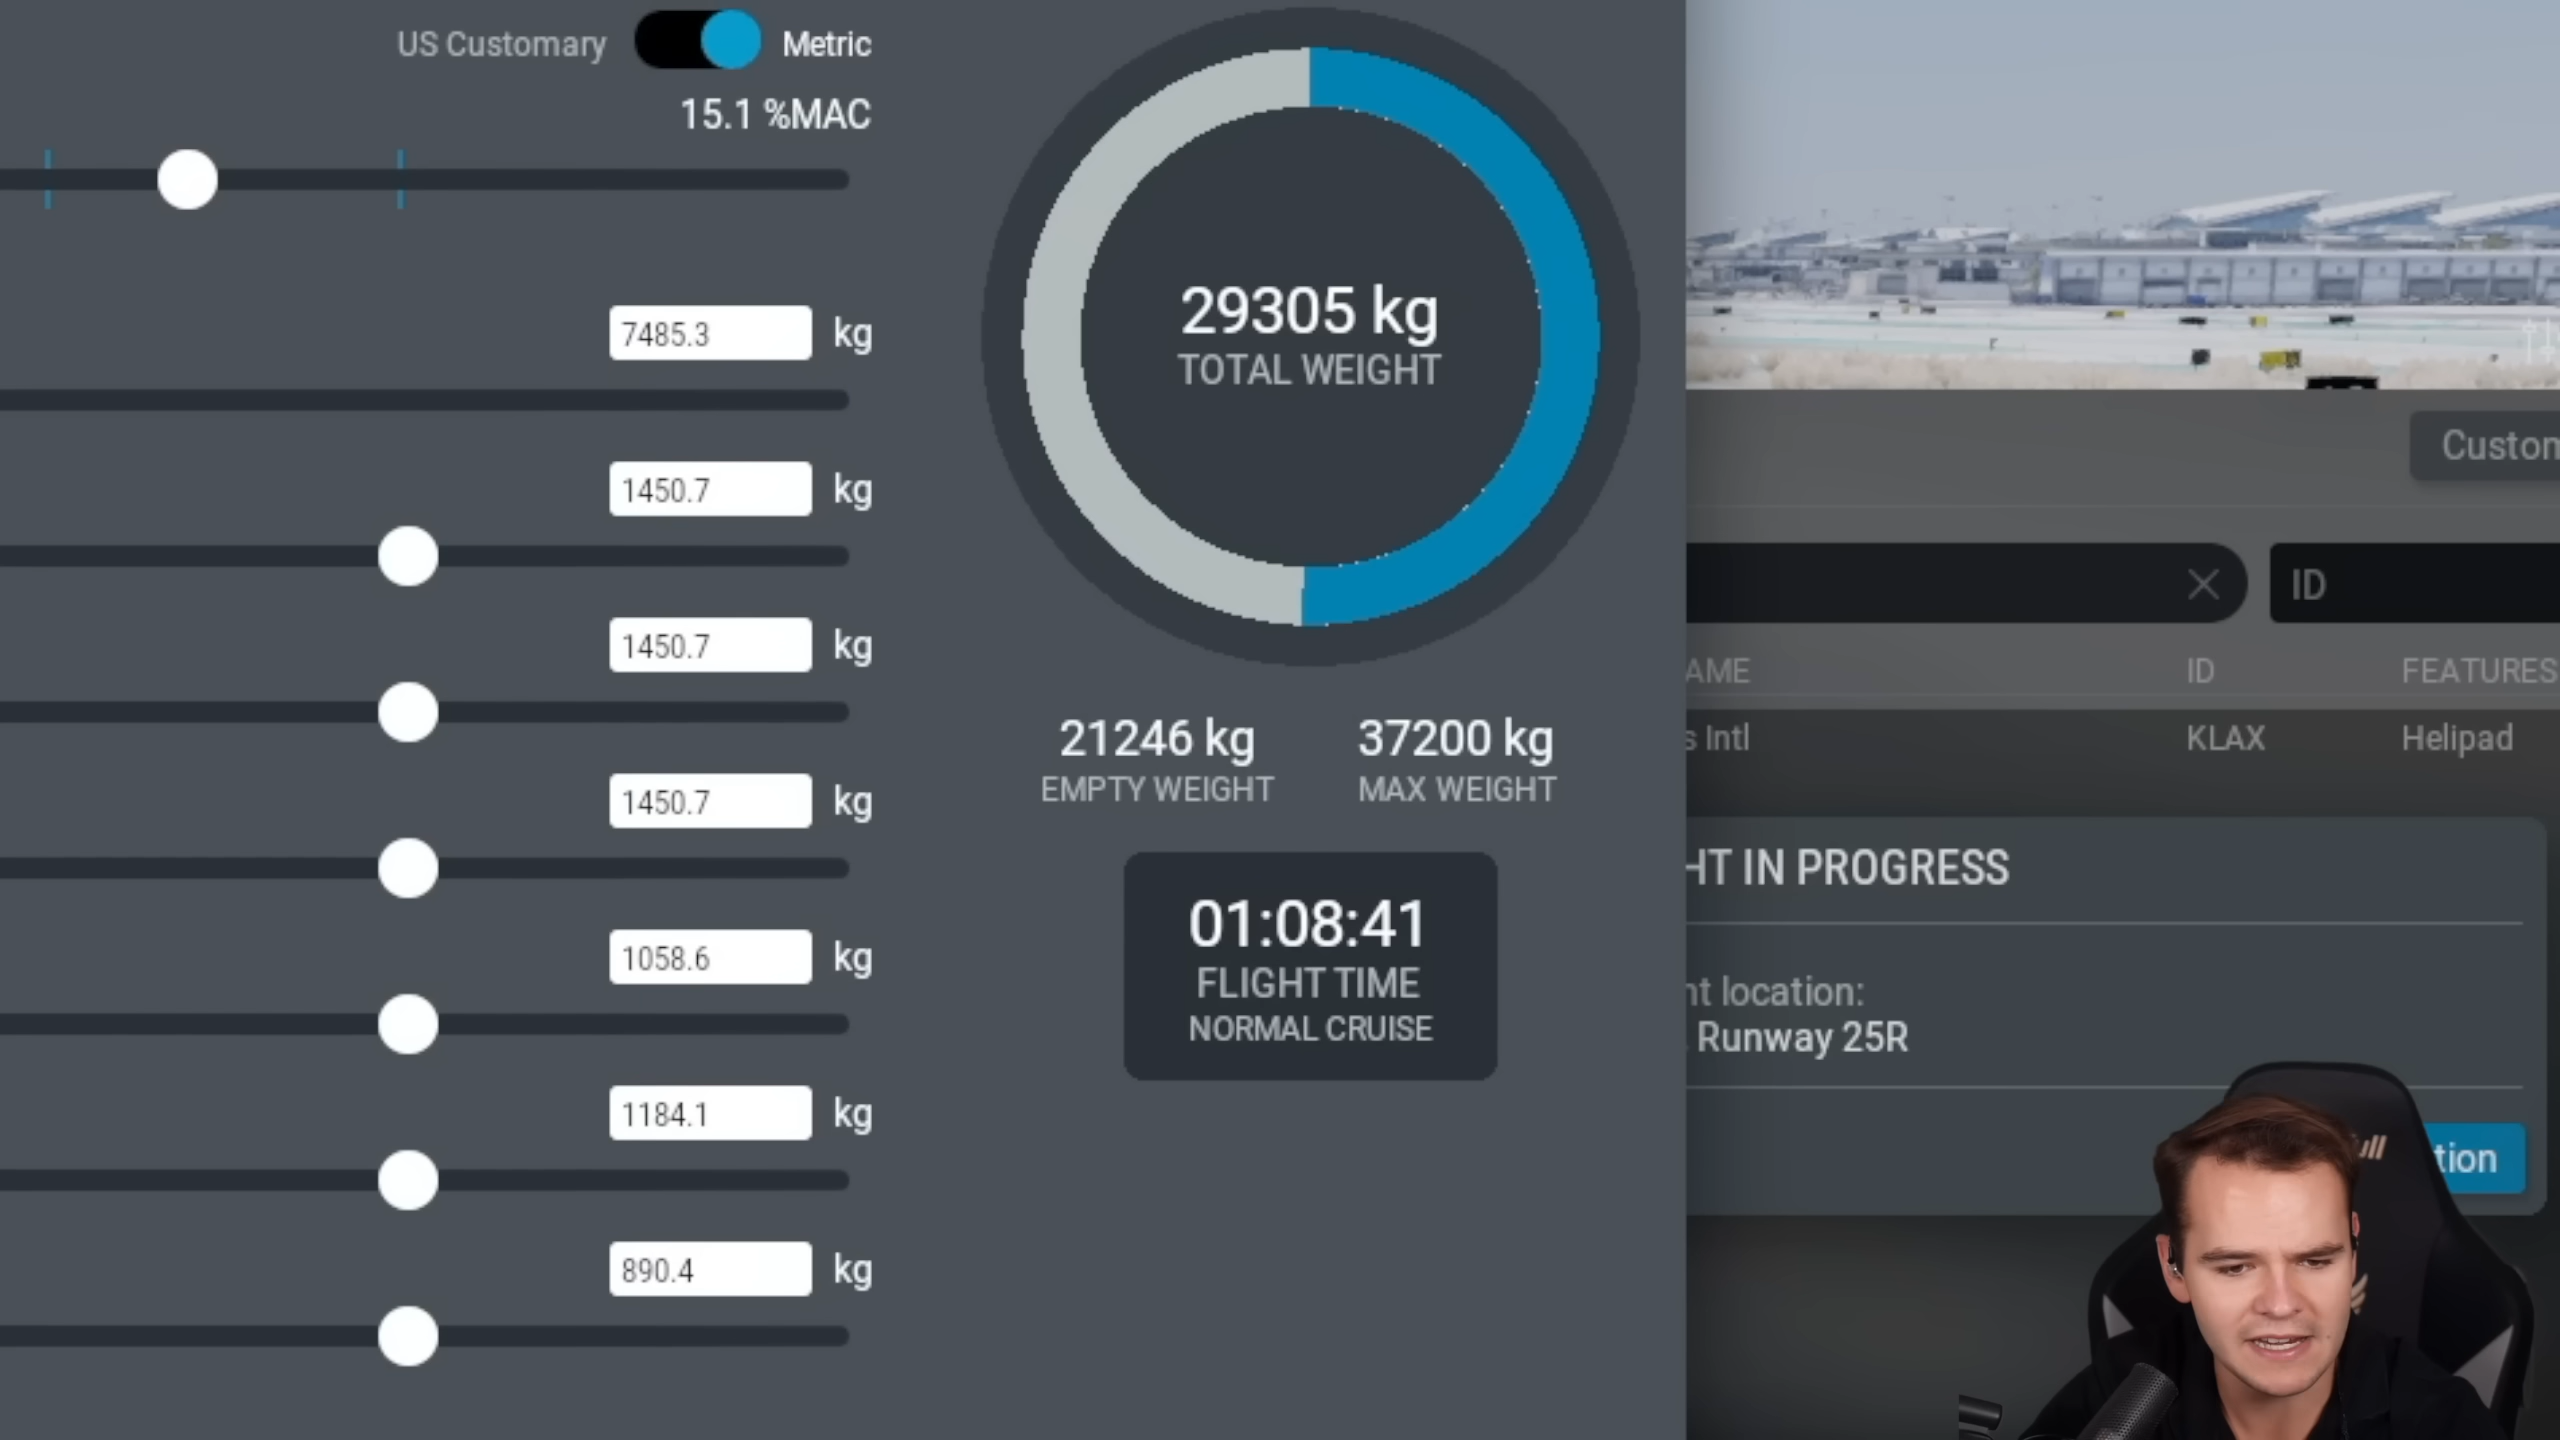 US Customary Metric
15.1 %MAC
7485.3 kg
1450.7 kg
1450.7 kg
1450.7 kg
1058.6 kg
1184.1 kg
890.4 kg
29305 kg
TOTAL WEIGHT
21246 kg
EMPTY WEIGHT
37200 kg
MAX WEIGHT
01:08:41
FLIGHT TIME
NORMAL CRUISE
Custom
ID
AME ID FEATURES
s Intl KLAX Helipad
HT IN PROGRESS
nt location:
Runway 25R
tion